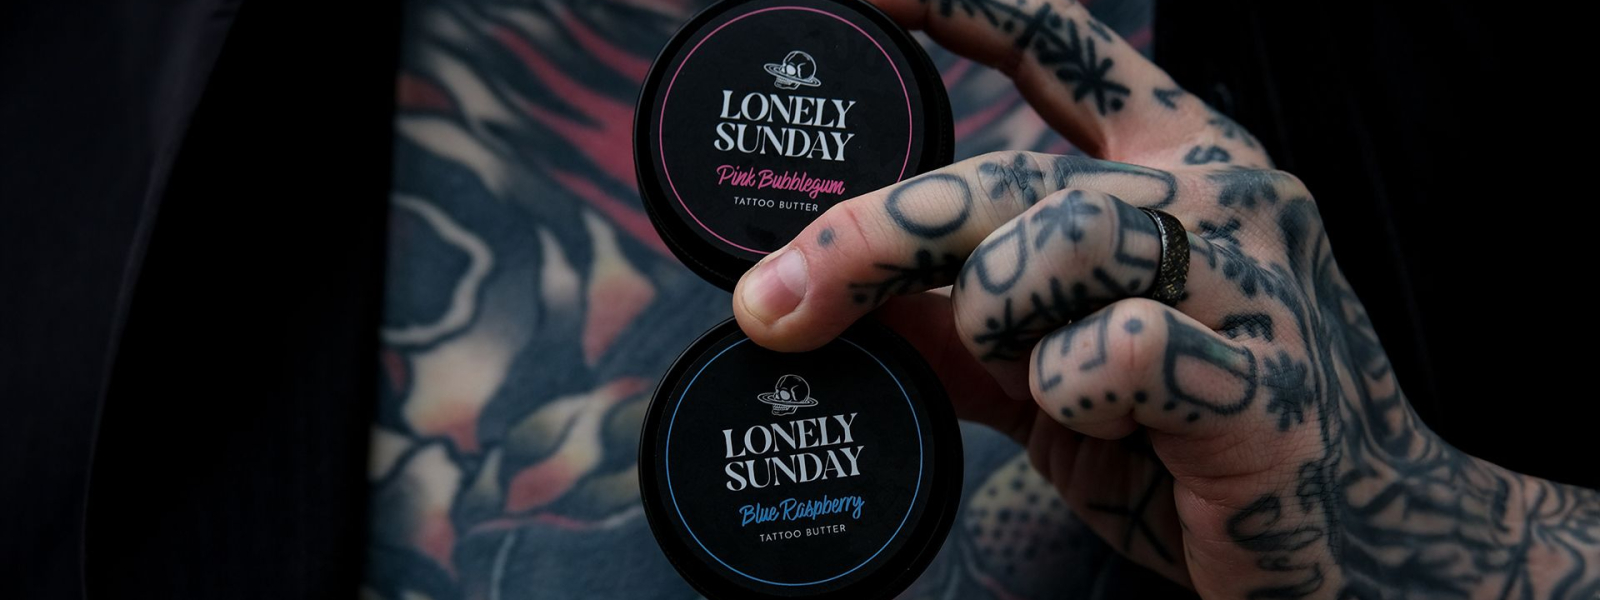 LONELY
SUNDAY
Pink Bubblegum
TATTOO BUTTER
LONELY
SUNDAY
Blue Raspberry
TATTOO BUTTER